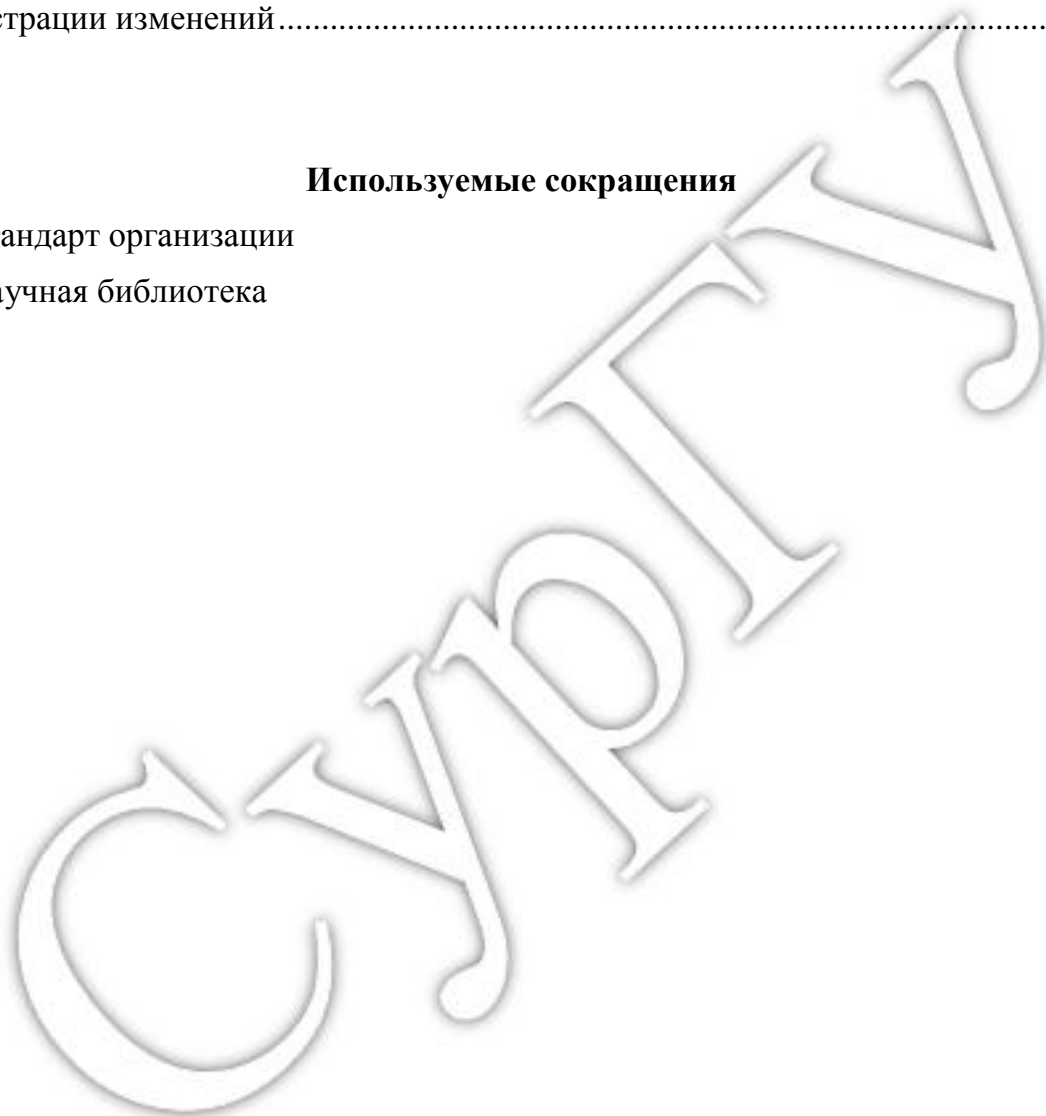 страции изменений....................................................................................
Используемые сокращения
андарт организации
аучная библиотека
СурГУ